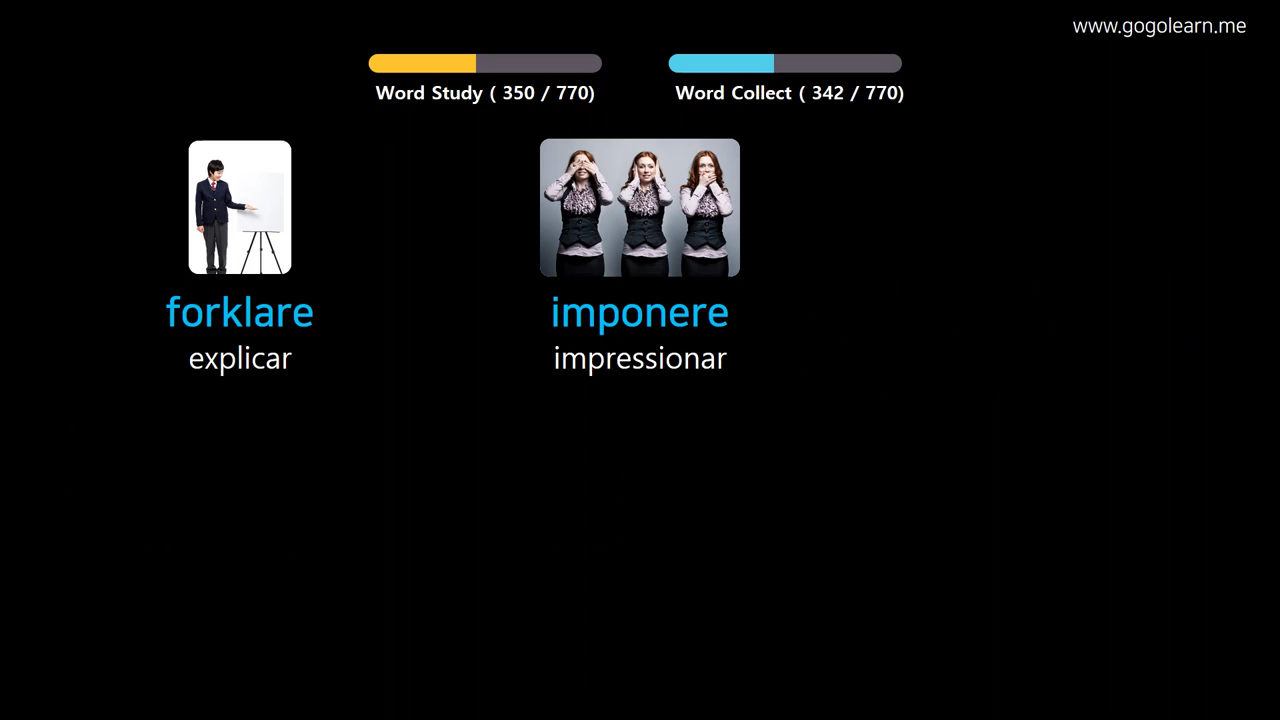 www.gogolearn.me
Word Study ( 350 / 770)
Word Collect ( 342 / 770)
forklare
imponere
explicar
impressionar